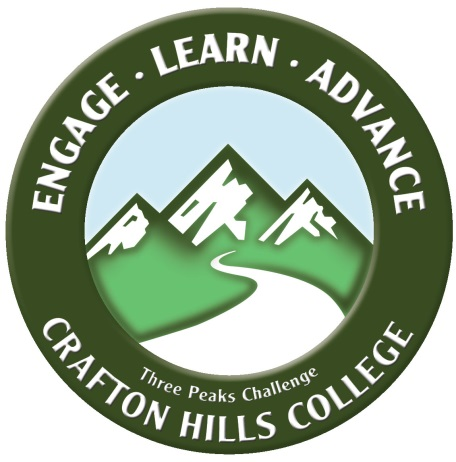 ENGAGE · LEARN · ADVANCE
Three Peaks Challenge
CRAFTON HILLS COLLEGE